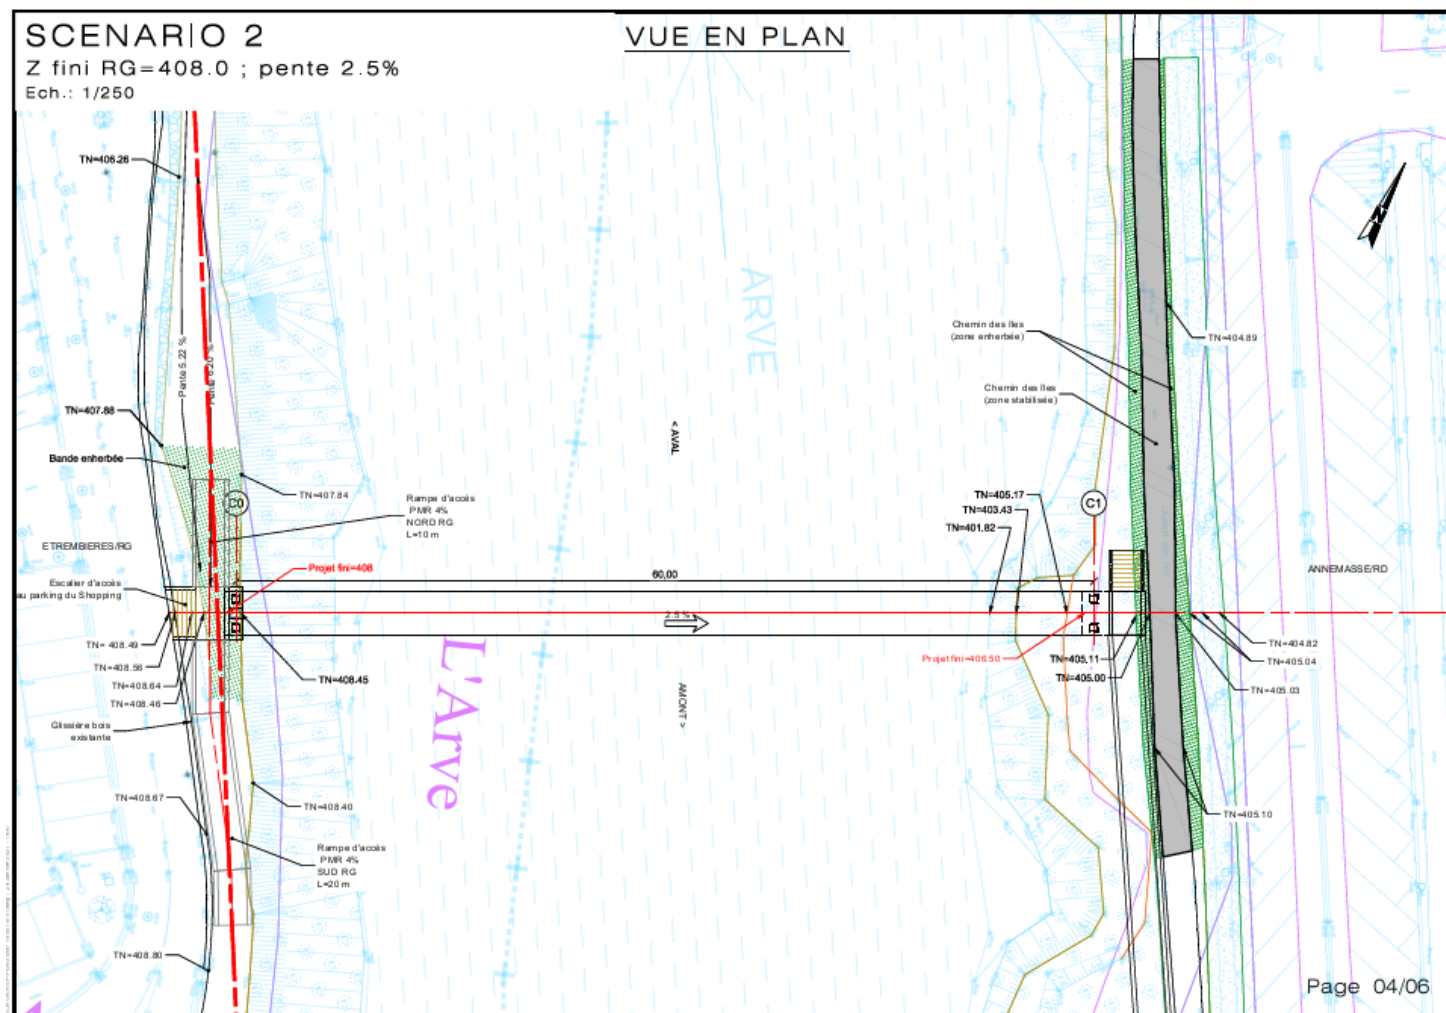 SCENARIO 2
Z fini RG=408.0 ; pente 2.5%
Ech.: 1/250
VUE EN PLAN
TN=406.26
N
ARVE
Chemin des Iles
(zone enherbée)
TN=404.89
Pente 5.22 %
Pente 6.20 %
Chemin des Iles
(zone stabilisée)
TN=407.88
< AVAL
Bande enherbée
TN=407.84
C0
Rampe d'accès
PMR 4%
NORD RG
L=10 m
TN=405.17
TN=403.43
TN=401.82
C1
ETREMBIERES/RG
Projet fini=408
60,00
ANNEMASSE/RD
Escalier d'accès
au parking du Shopping
2.5 %
TN= 408.49
TN=408.56
TN=408.64
TN=408.46
TN=408.45
Projet fini=406.50
TN=405.11
TN=405.00
TN=404.82
TN=405.04
TN=405.03
AMONT >
L'Arve
Glissière bois
existante
TN=408.67
TN=408.40
TN=405.10
Rampe d'accès
PMR 4%
SUD RG
L=20 m
TN=408.80
Page 04/06